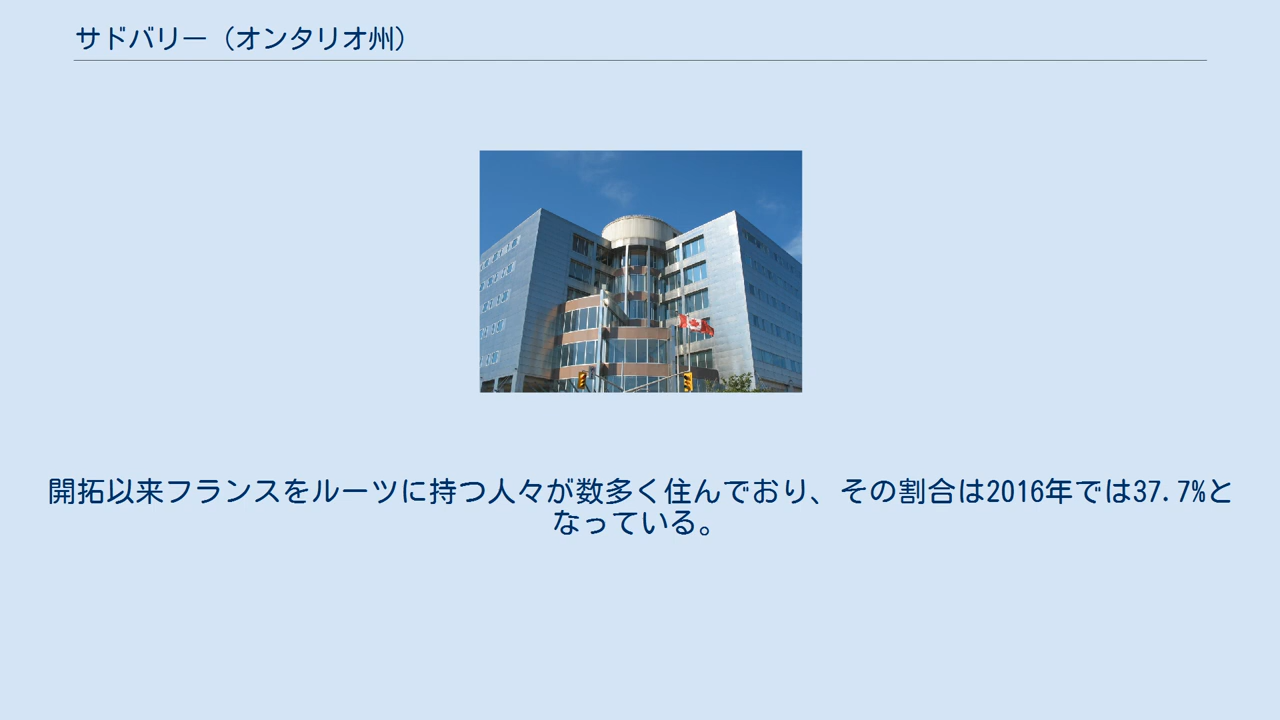 サドバリー（オンタリオ州）
開拓以来フランスをルーツに持つ人々が数多く住んでおり、その割合は2016年では37.7%と
なっている。